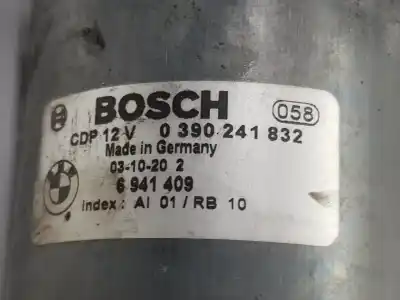 BOSCH 058
CDP 12 V 0 390 241 832
Made in Germany
03-10-20 2
6 941 409
Index : AI 01 / RB 10